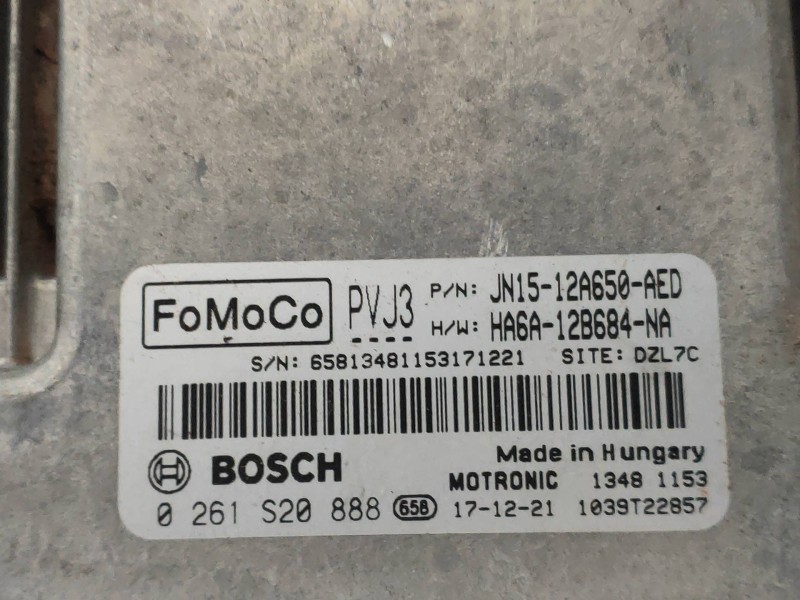 FoMoCo PVJ3 P/N: JN15-12A650-AED
H/W: HA6A-12B684-NA
S/N: 658134811153171221 SITE: DZL7C
Made in Hungary
BOSCH MOTRONIC 1348 1153
0 261 S20 888 658 17-12-21 1039T22857